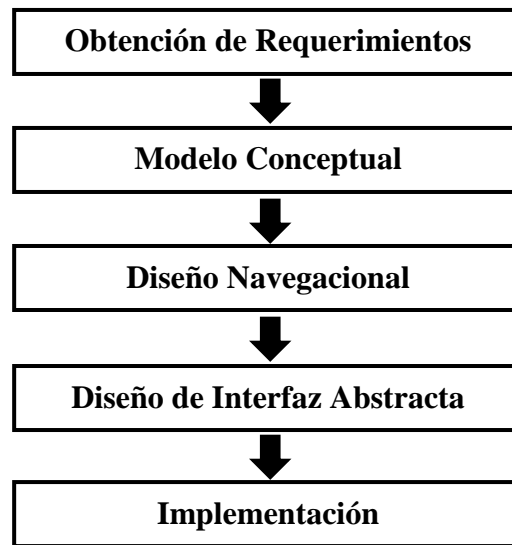 Obtención de Requerimientos
Modelo Conceptual
Diseño Navegacional
Diseño de Interfaz Abstracta
Implementación